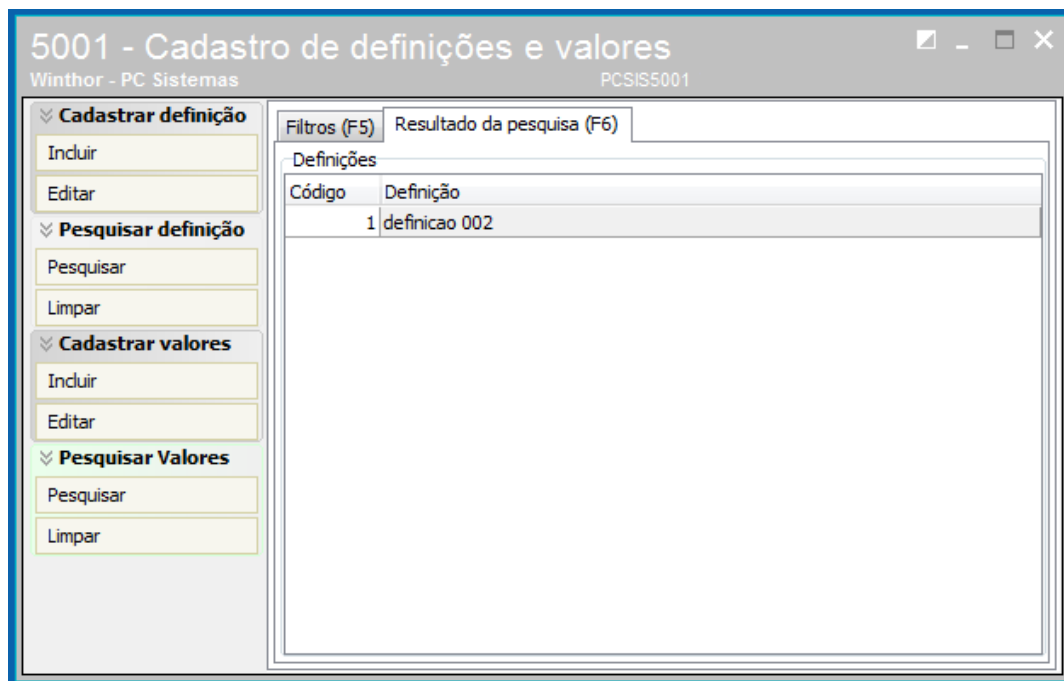 5001 - Cadastro de definições e valores
Winthor - PC Sistemas PCSIS5001
Cadastrar definição
Incluir
Editar
Pesquisar definição
Pesquisar
Limpar
Cadastrar valores
Incluir
Editar
Pesquisar Valores
Pesquisar
Limpar
Filtros (F5) Resultado da pesquisa (F6)
Definições
Código Definição
1 definicao 002